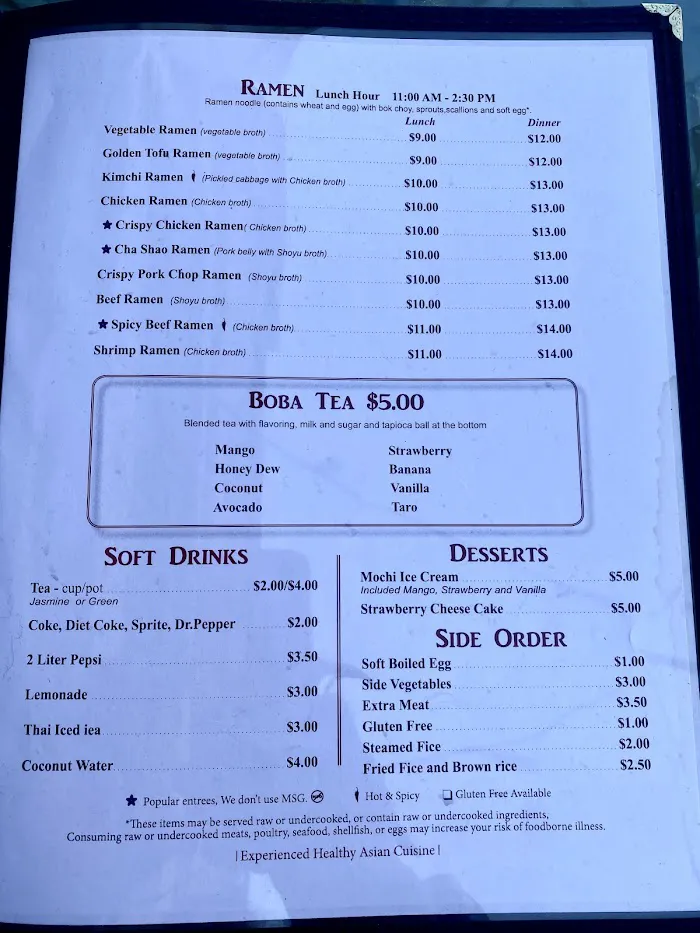 RAMEN Lunch Hour 11:00 AM - 2:30 PM
Ramen noodle (contains wheat and egg) with bok choy, sprouts,scallions and soft egg*.
Lunch Dinner
Vegetable Ramen (vegetable broth) $9.00 $12.00
Golden Tofu Ramen (vegetable broth) $9.00 $12.00
Kimchi Ramen (Pickled cabbage with Chicken broth) $10.00 $13.00
Chicken Ramen (Chicken broth) $10.00 $13.00
★ Crispy Chicken Ramen( Chicken broth) $10.00 $13.00
★ Cha Shao Ramen (Pork belly with Shoyu broth) $10.00 $13.00
Crispy Pork Chop Ramen (Shoyu broth) $10.00 $13.00
Beef Ramen (Shoyu broth) $10.00 $13.00
★ Spicy Beef Ramen (Chicken broth) $11.00 $14.00
Shrimp Ramen (Chicken broth) $11.00 $14.00
BOBA TEA $5.00
Blended tea with flavoring, milk and sugar and tapioca ball at the bottom
Mango Strawberry
Honey Dew Banana
Coconut Vanilla
Avocado Taro
SOFT DRINKS
Tea - cup/pot $2.00/$4.00
Jasmine or Green
Coke, Diet Coke, Sprite, Dr.Pepper $2.00
2 Liter Pepsi $3.50
Lemonade $3.00
Thai Iced iea $3.00
Coconut Water $4.00
DESSERTS
Mochi Ice Cream $5.00
Included Mango, Strawberry and Vanilla
Strawberry Cheese Cake $5.00
SIDE ORDER
Soft Boiled Egg $1.00
Side Vegetables $3.00
Extra Meat $3.50
Gluten Free $1.00
Steamed Fice $2.00
Fried Fice and Brown rice $2.50
★ Popular entrees, We don't use MSG. Hot & Spicy ❏ Gluten Free Available
*These items may be served raw or undercooked, or contain raw or undercooked ingredients,
Consuming raw or undercooked meats, poultry, seafood, shellfish, or eggs may increase your risk of foodborne illness.
|Experienced Healthy Asian Cuisine|